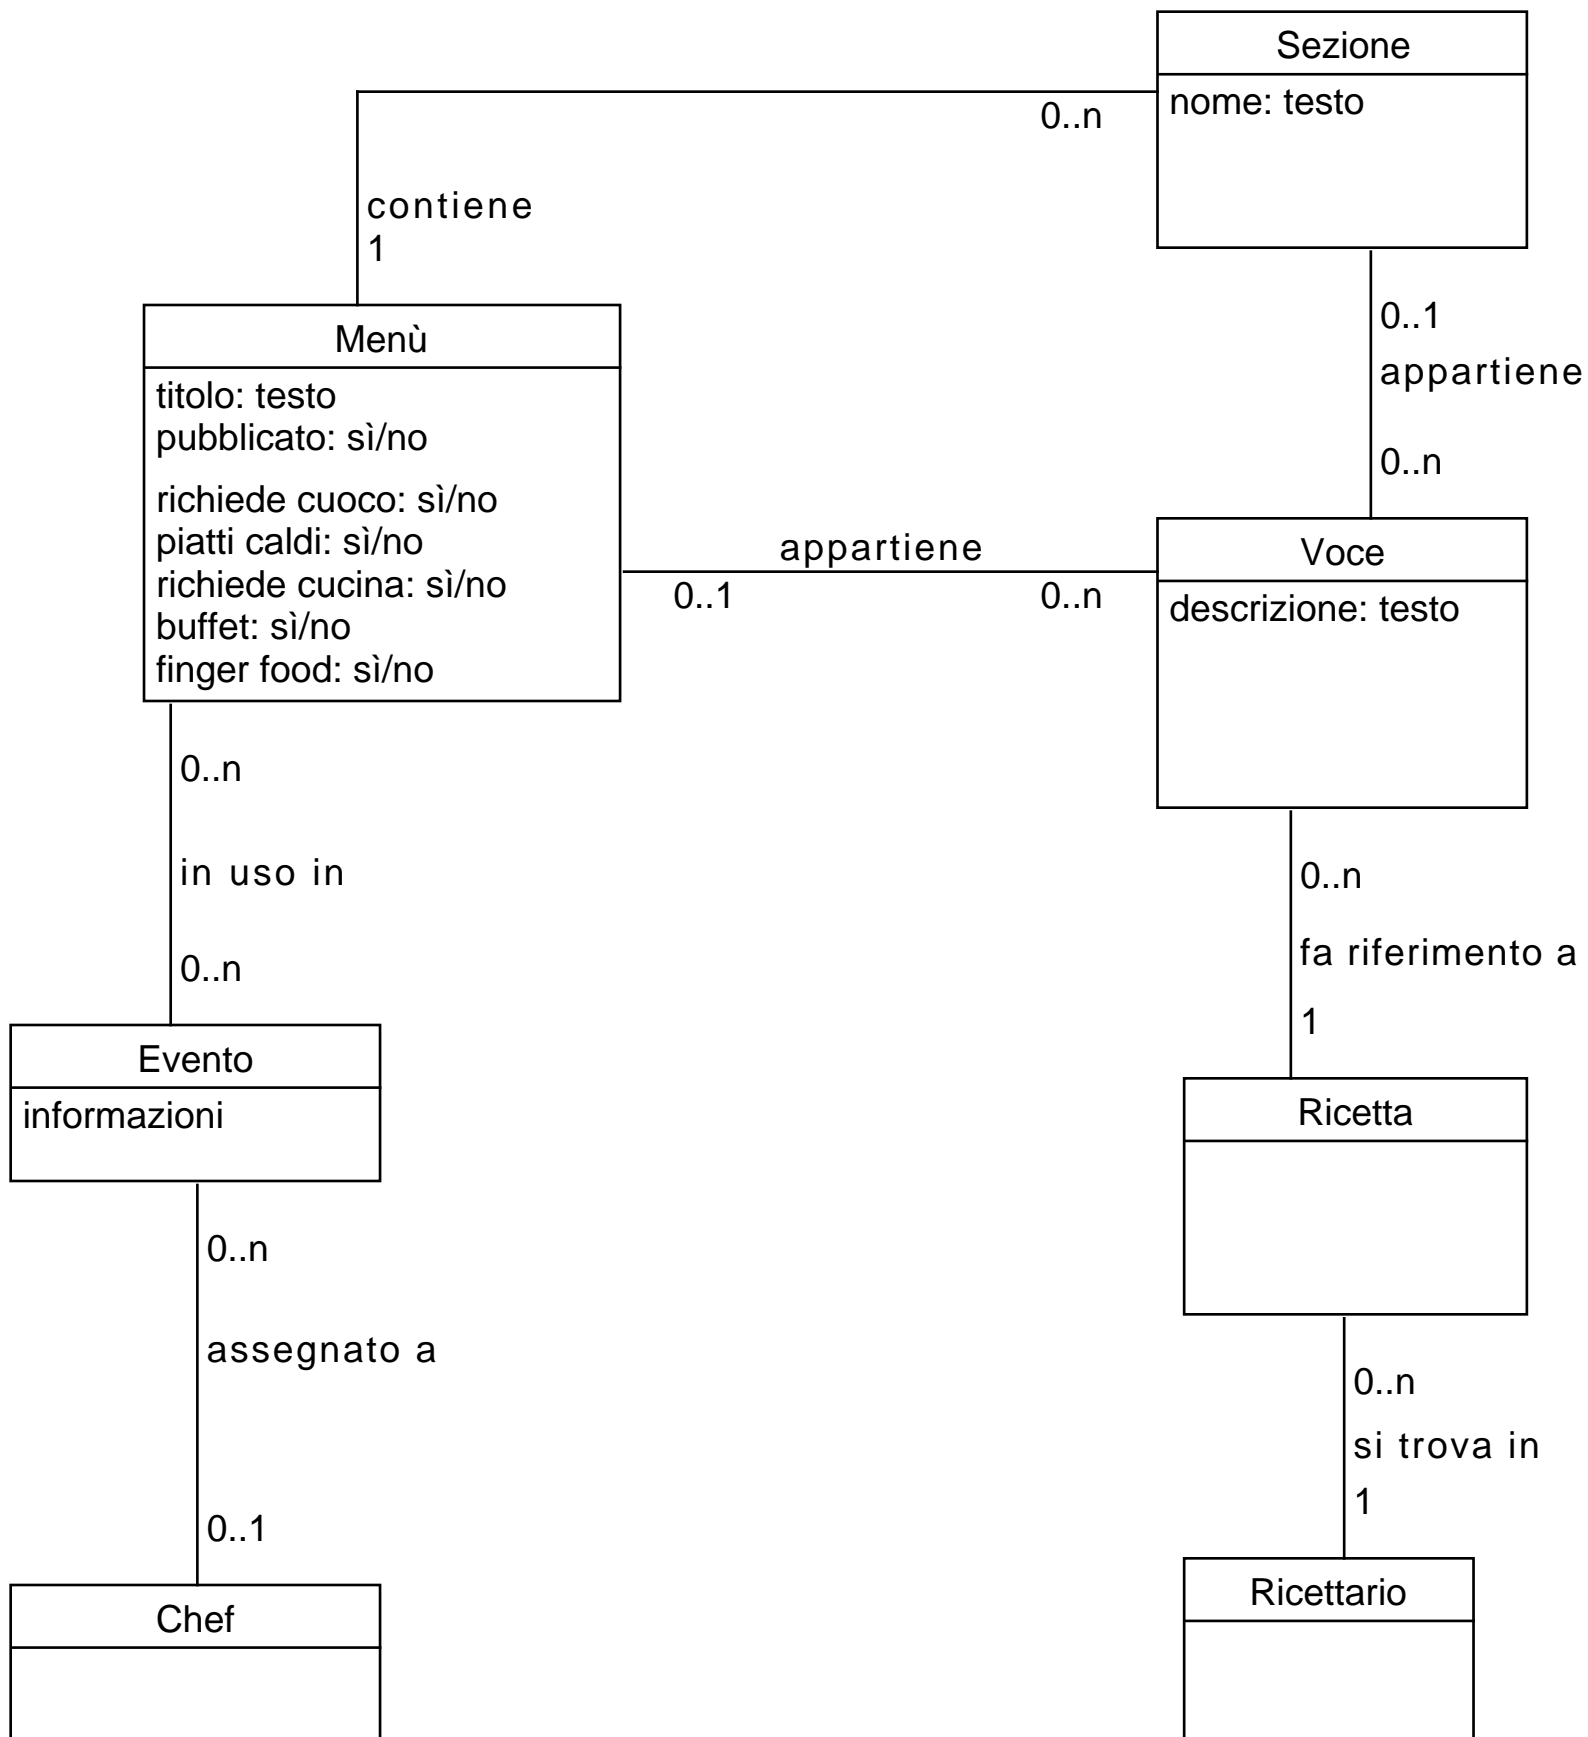 Sezione
nome: testo
0..n
contiene
1
Menù
titolo: testo
pubblicato: sì/no
richiede cuoco: sì/no
piatti caldi: sì/no
richiede cucina: sì/no
buffet: sì/no
finger food: sì/no
0..1
appartiene
0..n
appartiene
0..1
0..n
Voce
descrizione: testo
0..n
in uso in
0..n
0..n
fa riferimento a
1
Evento
informazioni
Ricetta
0..n
assegnato a
0..1
0..n
si trova in
1
Chef
Ricettario